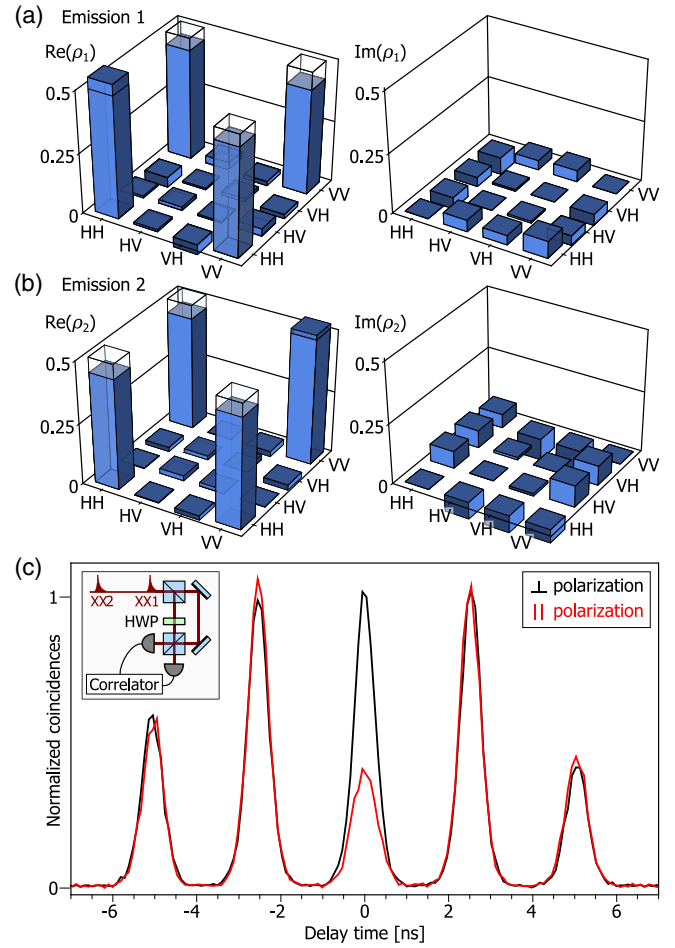 (a) Emission 1
Re(ρ1) Im(ρ1)
0.5 0.5
0.25 0.25
0 0
HH HV VH VV HH HV VH VV
HH HV VH VV HH HV VH VV
(b) Emission 2
Re(ρ2) Im(ρ2)
0.5 0.5
0.25 0.25
0 0
HH HV VH VV HH HV VH VV
HH HV VH VV HH HV VH VV
(c)
XX2 XX1
HWP
Correlator
⊥ polarization
|| polarization
Normalized coincidences
1
0
-6 -4 -2 0 2 4 6
Delay time [ns]